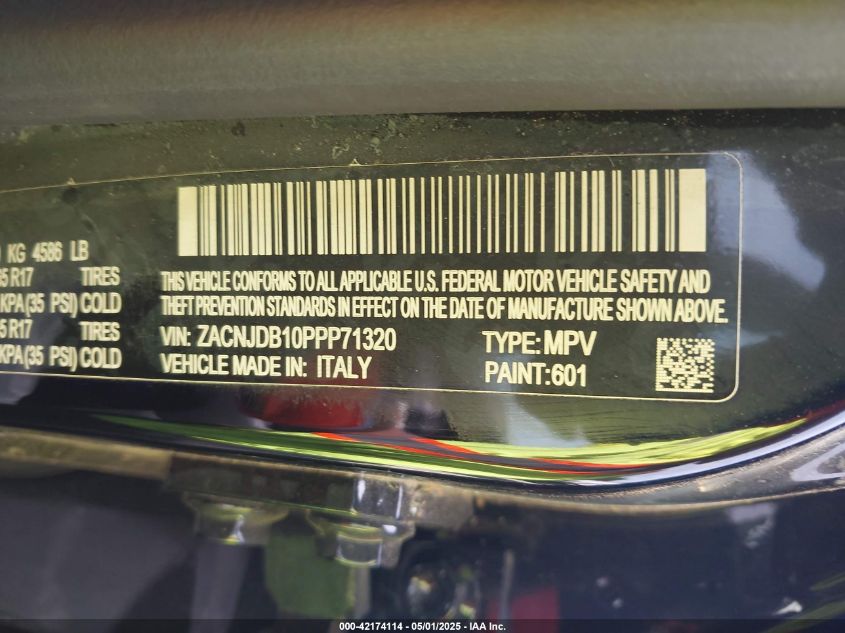 KG 4586 LB
5 R17 TIRES
KPA(35 PSI) COLD
5 R17 TIRES
KPA(35 PSI) COLD
THIS VEHICLE CONFORMS TO ALL APPLICABLE U.S. FEDERAL MOTOR VEHICLE SAFETY AND
THEFT PREVENTION STANDARDS IN EFFECT ON THE DATE OF MANUFACTURE SHOWN ABOVE.
VIN: ZACNJDB10PPP71320 TYPE:MPV
VEHICLE MADE IN: ITALY PAINT:601
000-42174114 - 05/01/2025 - IAA Inc.